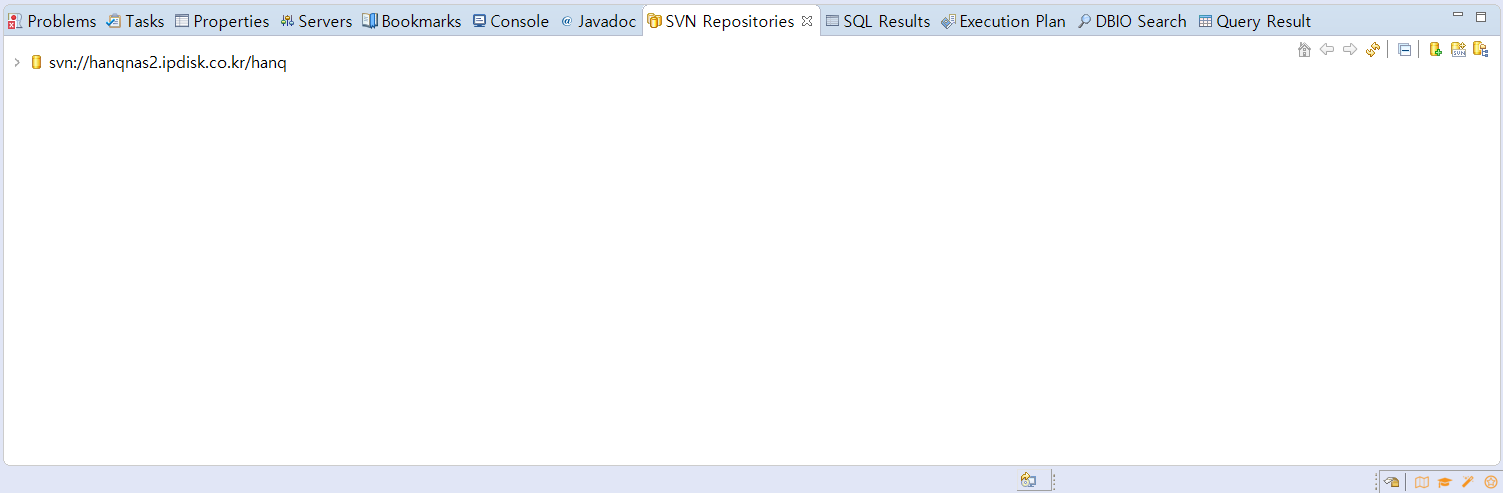 Problems Tasks Properties Servers Bookmarks Console @ Javadoc SVN Repositories SQL Results Execution Plan DBIO Search Query Result
svn://hanqnas2.ipdisk.co.kr/hanq